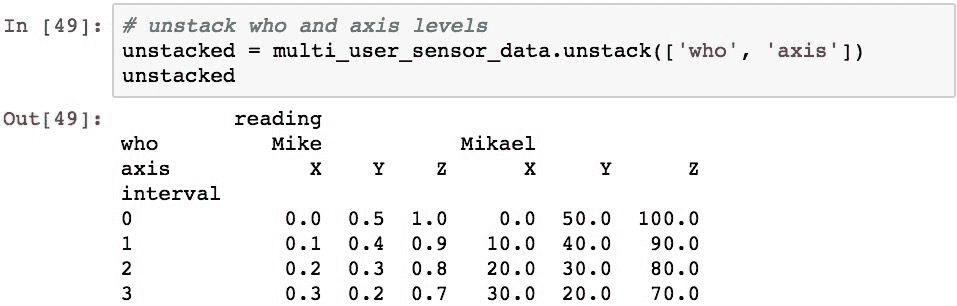 In [49]: # unstack who and axis levels
unstacked = multi_user_sensor_data.unstack(['who', 'axis'])
unstacked
Out[49]: reading
who Mike Mikael
axis X Y Z X Y Z
interval
0 0.0 0.5 1.0 0.0 50.0 100.0
1 0.1 0.4 0.9 10.0 40.0 90.0
2 0.2 0.3 0.8 20.0 30.0 80.0
3 0.3 0.2 0.7 30.0 20.0 70.0